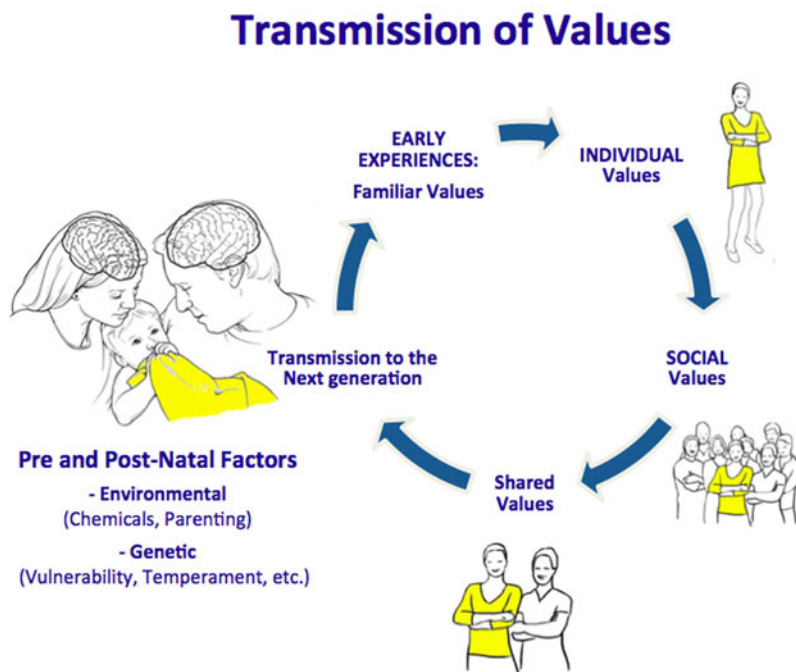 Transmission of Values
EARLY
EXPERIENCES:
Familiar Values
INDIVIDUAL
Values
SOCIAL
Values
Shared
Values
Transmission to the
Next generation
Pre and Post-Natal Factors
- Environmental
(Chemicals, Parenting)
- Genetic
(Vulnerability, Temperament, etc.)